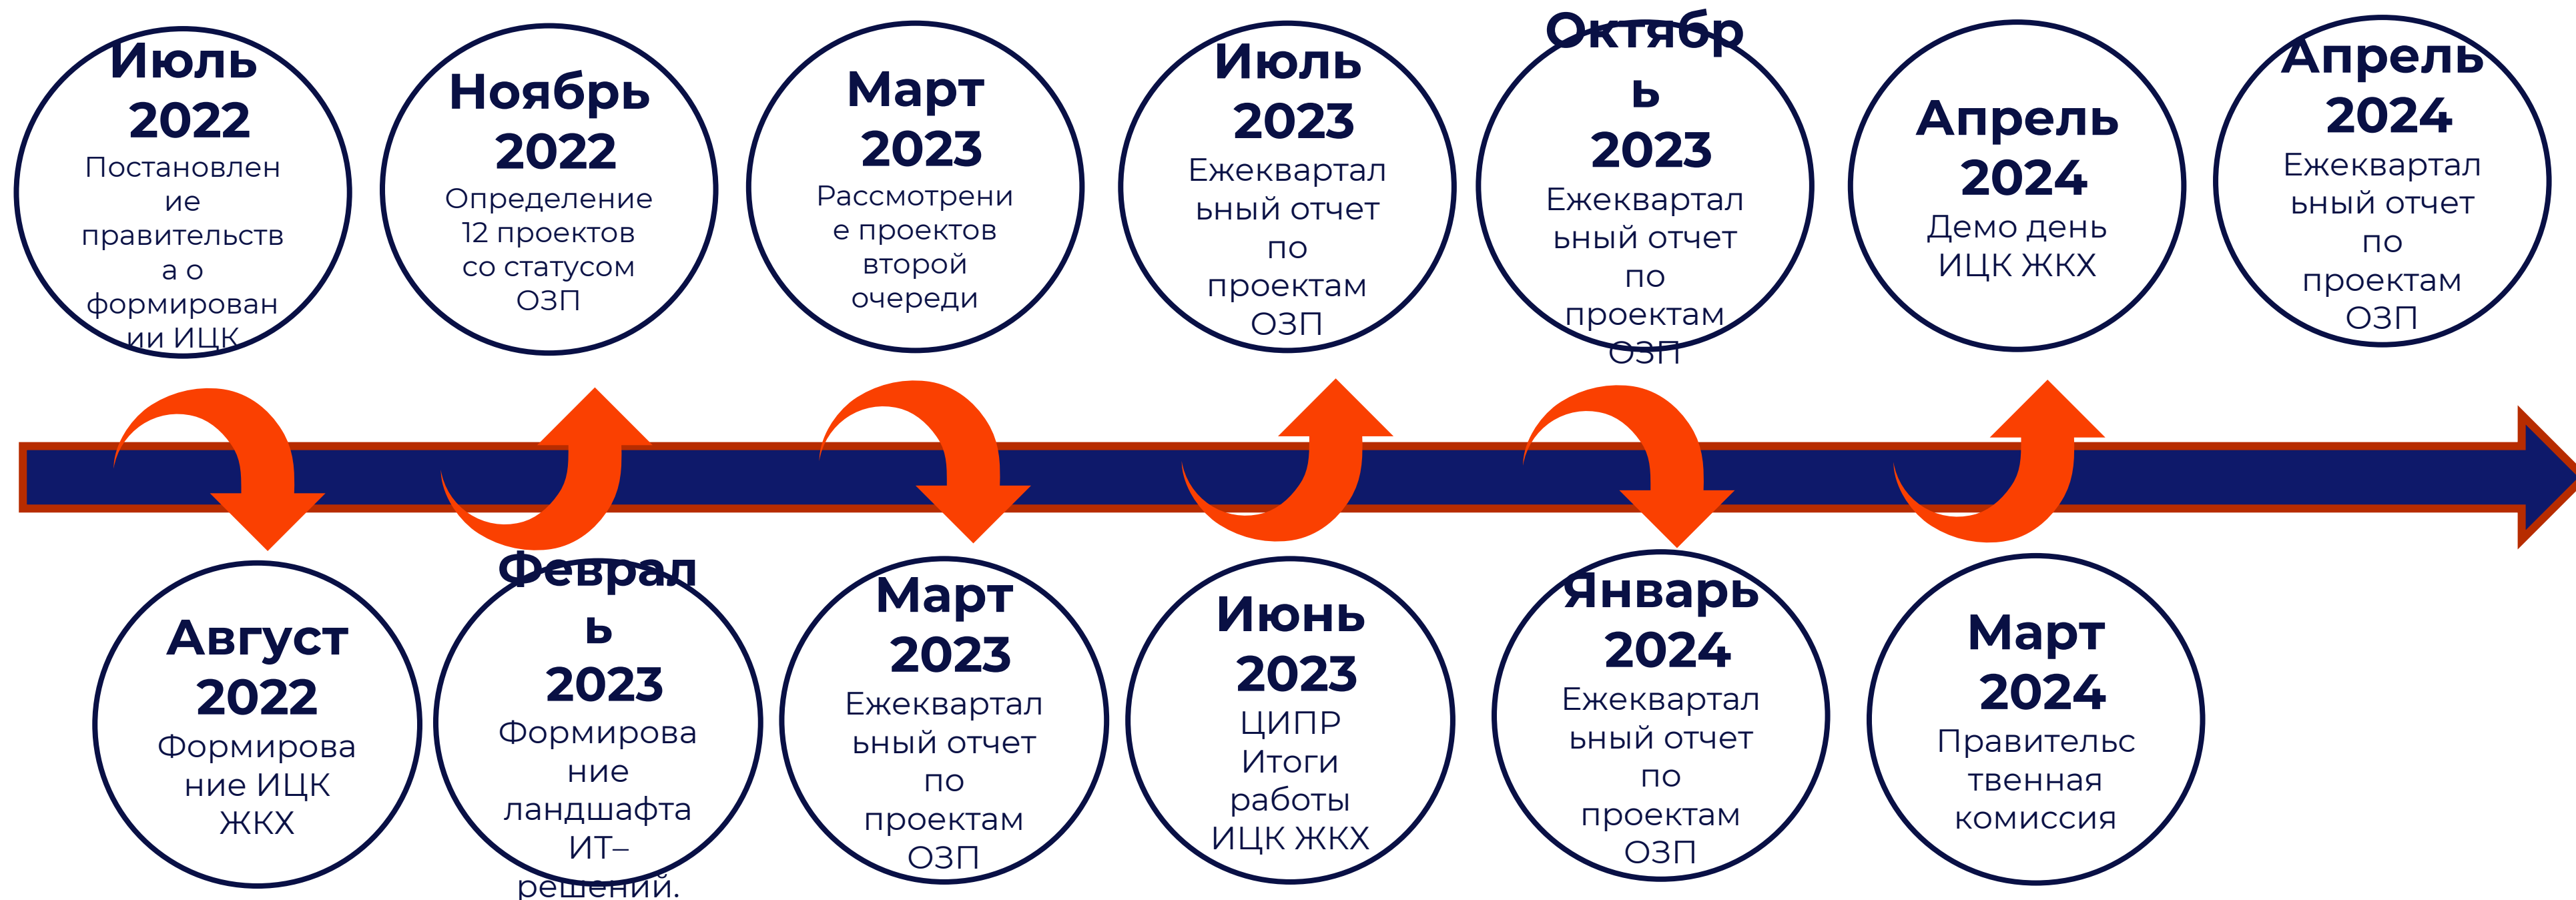 Июль
2022
Постановлен
ие
правительств
а о
формирован
ии ИЦК
Ноябрь
2022
Определение
12 проектов
со статусом
ОЗП
Март
2023
Рассмотрени
е проектов
второй
очереди
Июль
2023
Ежеквартал
ьный отчет
по
проектам
ОЗП
Октябр
ь
2023
Ежеквартал
ьный отчет
по
проектам
ОЗП
Апрель
2024
Демо день
ИЦК ЖКХ
Апрель
2024
Ежеквартал
ьный отчет
по
проектам
ОЗП
Август
2022
Формирова
ние ИЦК
ЖКХ
Феврал
ь
2023
Формирова
ние
ландшафта
ИТ–
решений.
Март
2023
Ежеквартал
ьный отчет
по
проектам
ОЗП
Июнь
2023
ЦИПР
Итоги
работы
ИЦК ЖКХ
Январь
2024
Ежеквартал
ьный отчет
по
проектам
ОЗП
Март
2024
Правительс
твенная
комиссия